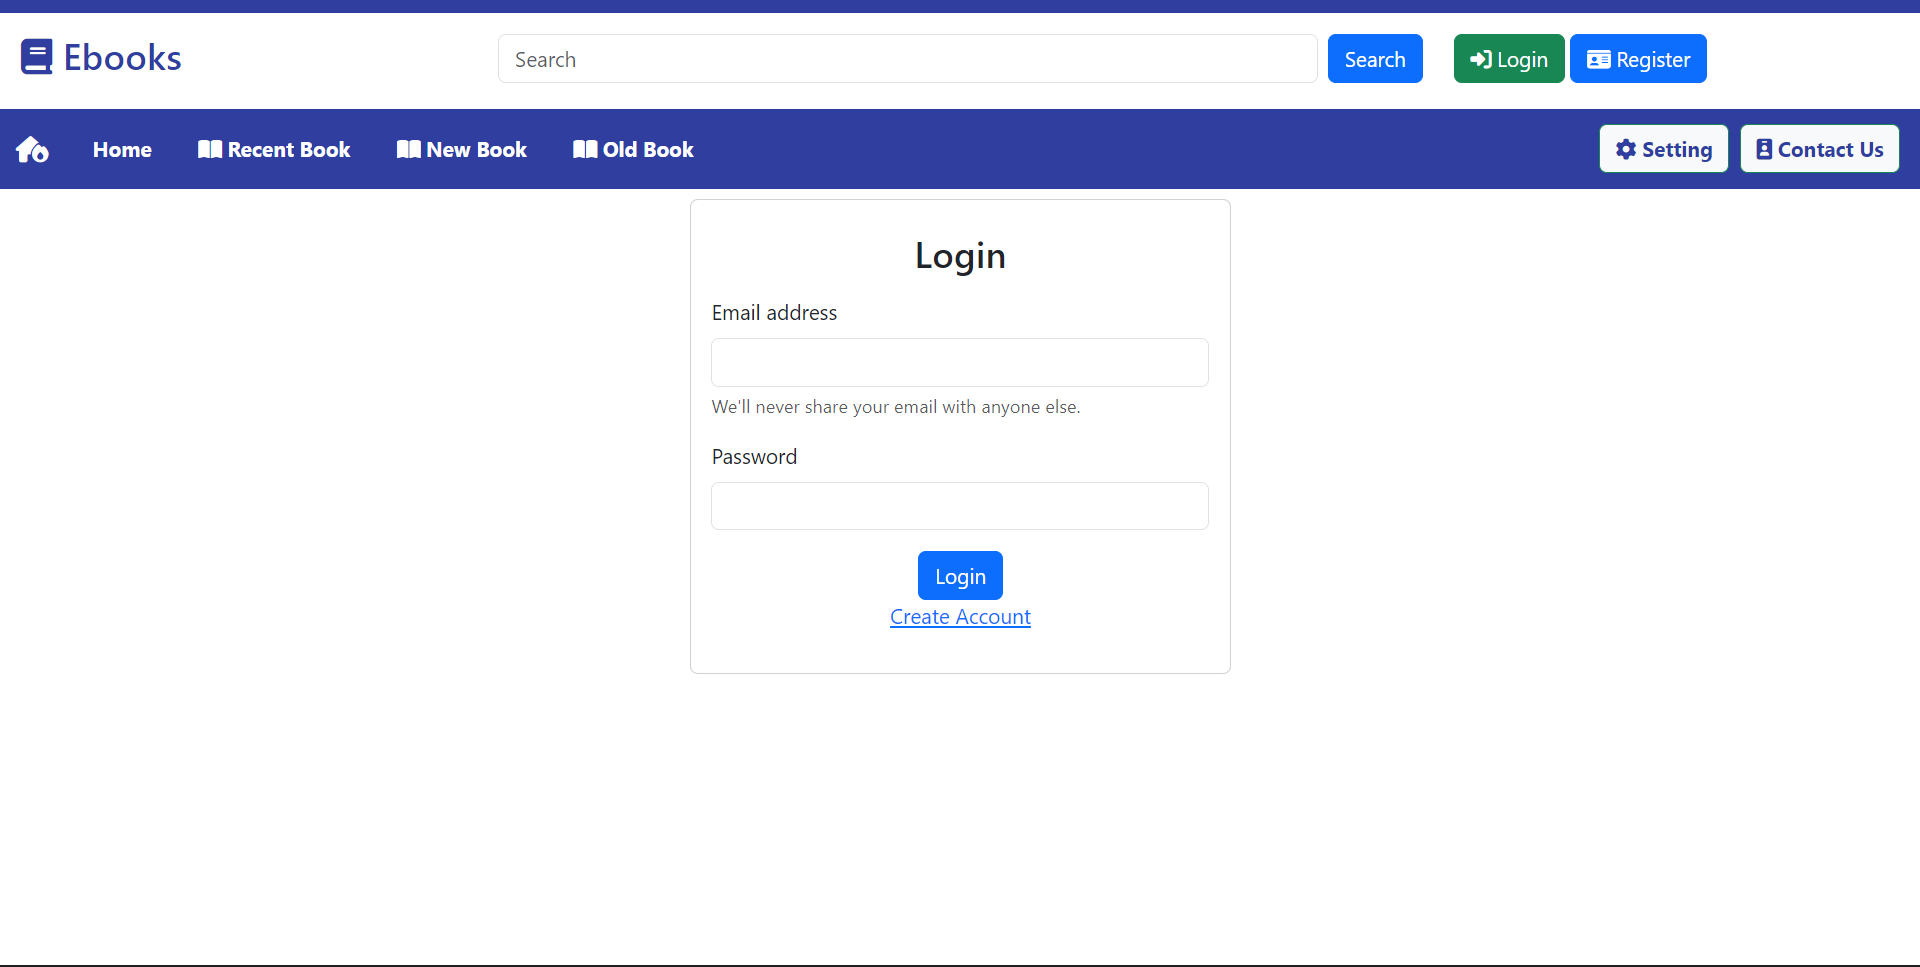 Ebooks
Search Search Login Register
Home Recent Book New Book Old Book Setting Contact Us
Login
Email address
We'll never share your email with anyone else.
Password
Login
Create Account